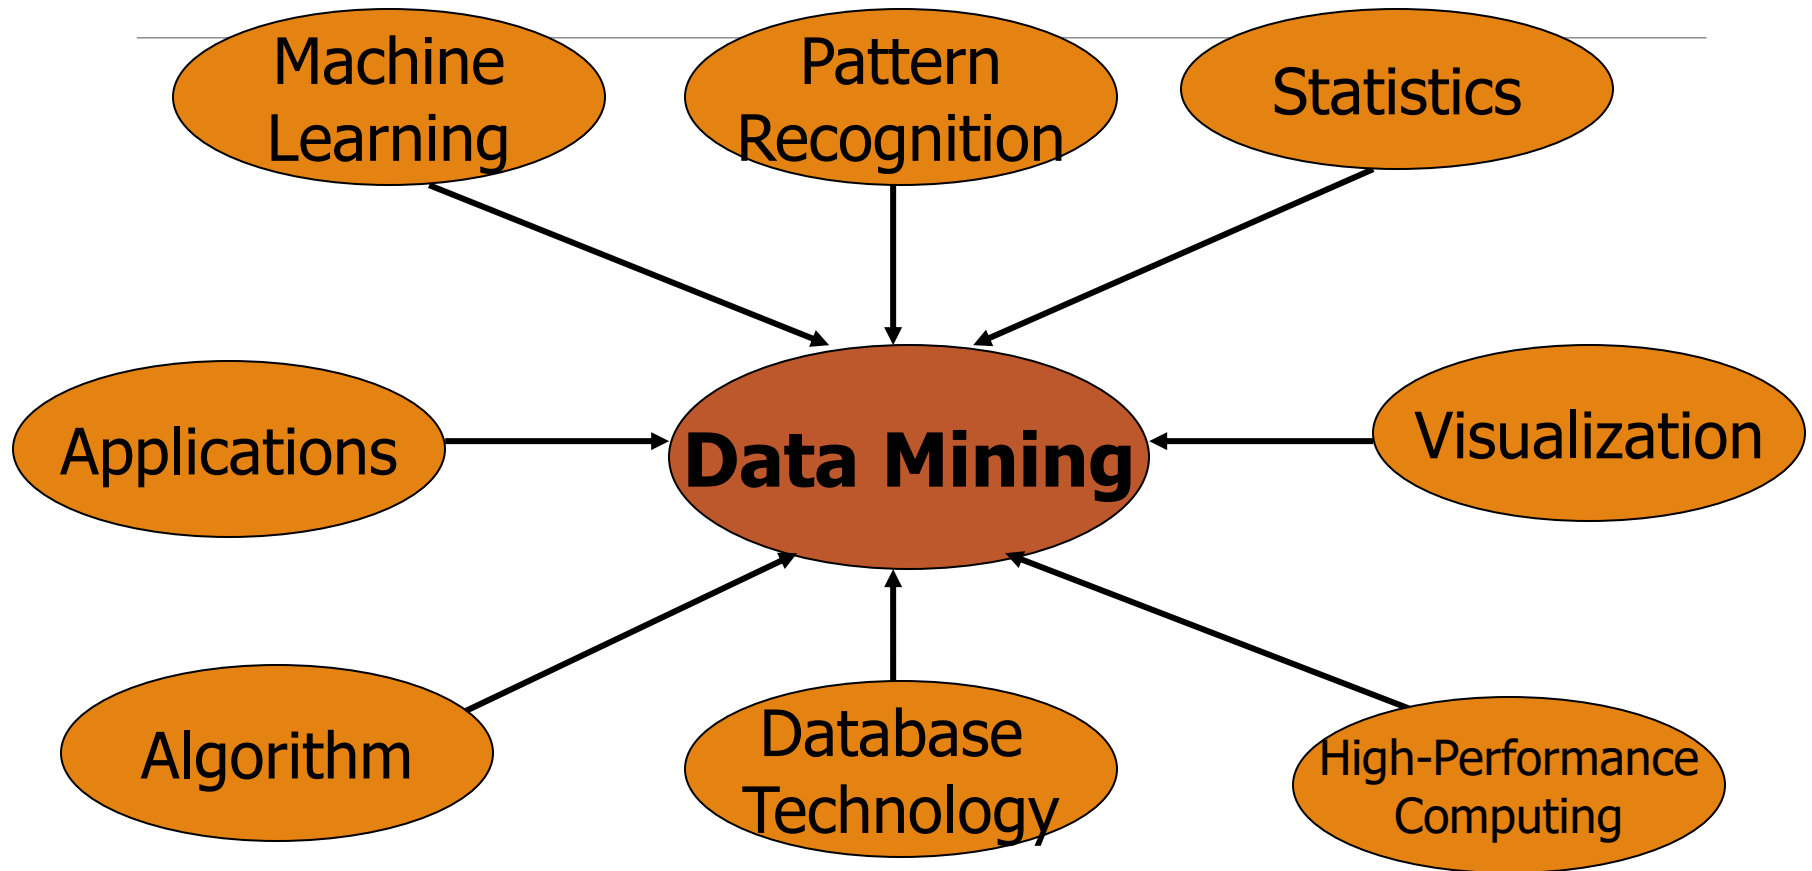 Machine
Learning
Pattern
Recognition
Statistics
Applications
Data Mining
Visualization
Algorithm
Database
Technology
High-Performance
Computing